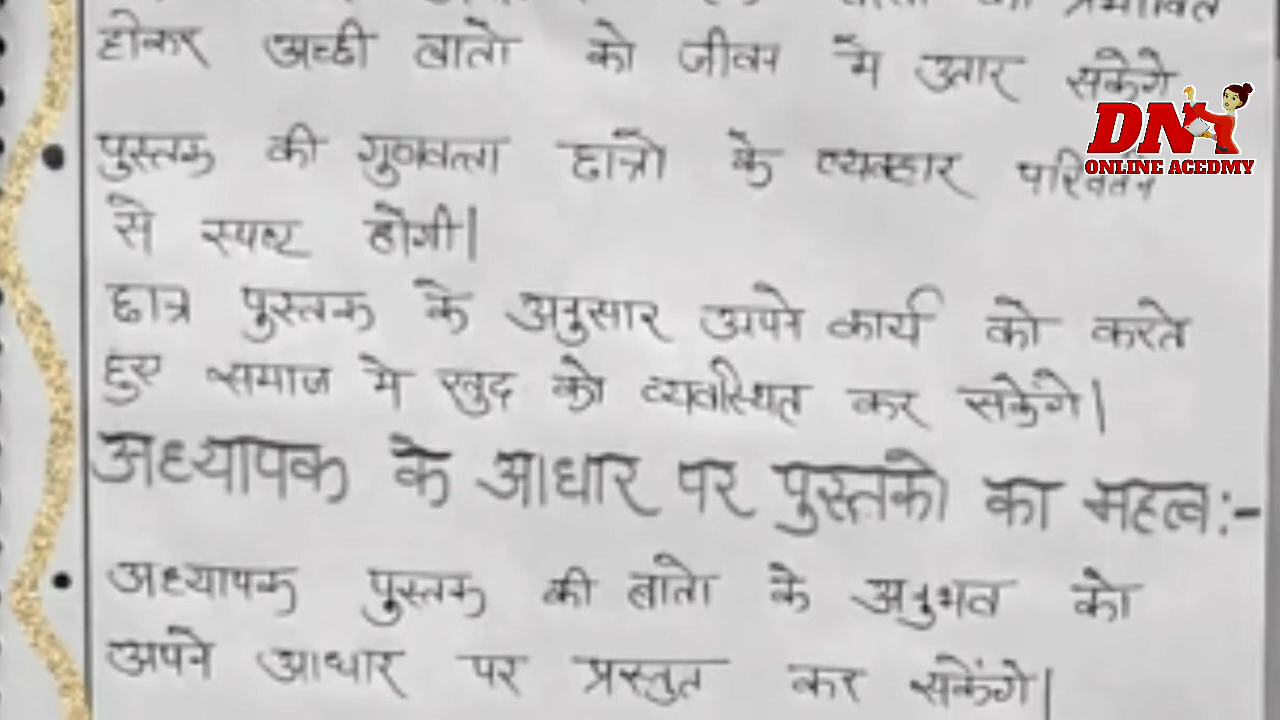 प्रभावित
होकर अच्छी बातो को जीवन मे उतार सकेगे
DN
ONLINE ACEDMY
पुस्तक की गुणवत्ता छात्रो के व्यवहार परिवर्तन
से स्पष्ट होगी|
छात्र पुस्तक के अनुसार अपने कार्य को करते
हुए समाज मे खुद को व्यवस्थित कर सकेंगे|
अध्यापक के आधार पर पुस्तको का महत्व:-
अध्यापक पुस्तक की बातो के अनुभव को
अपने आधार पर प्रस्तुत कर सकेंगे|